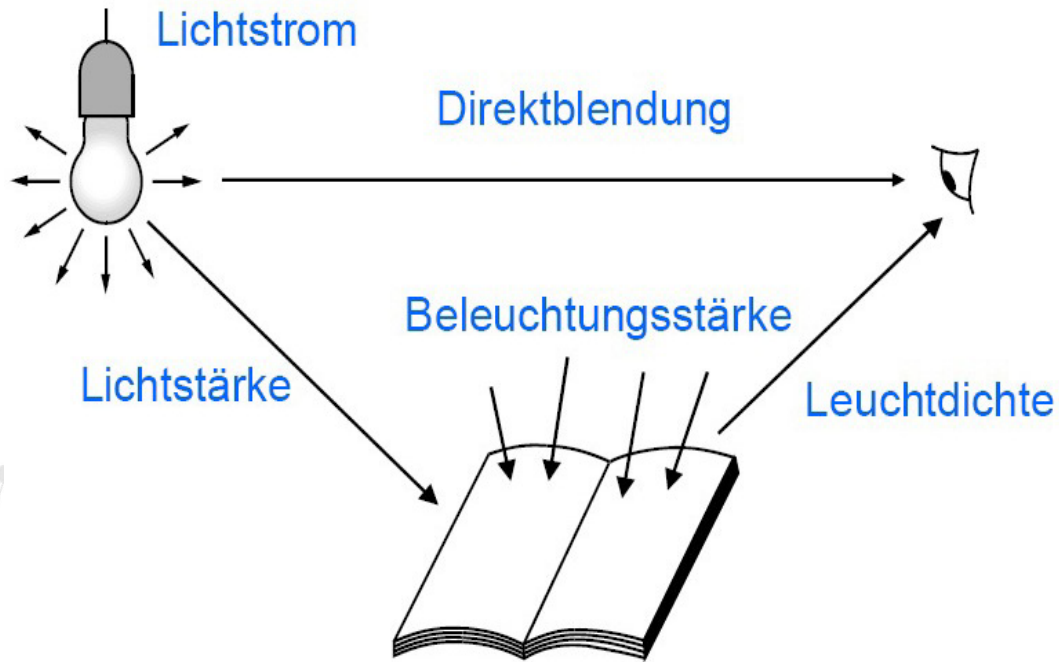 Lichtstrom
Direktblendung
Beleuchtungsstärke
Lichtstärke
Leuchtdichte